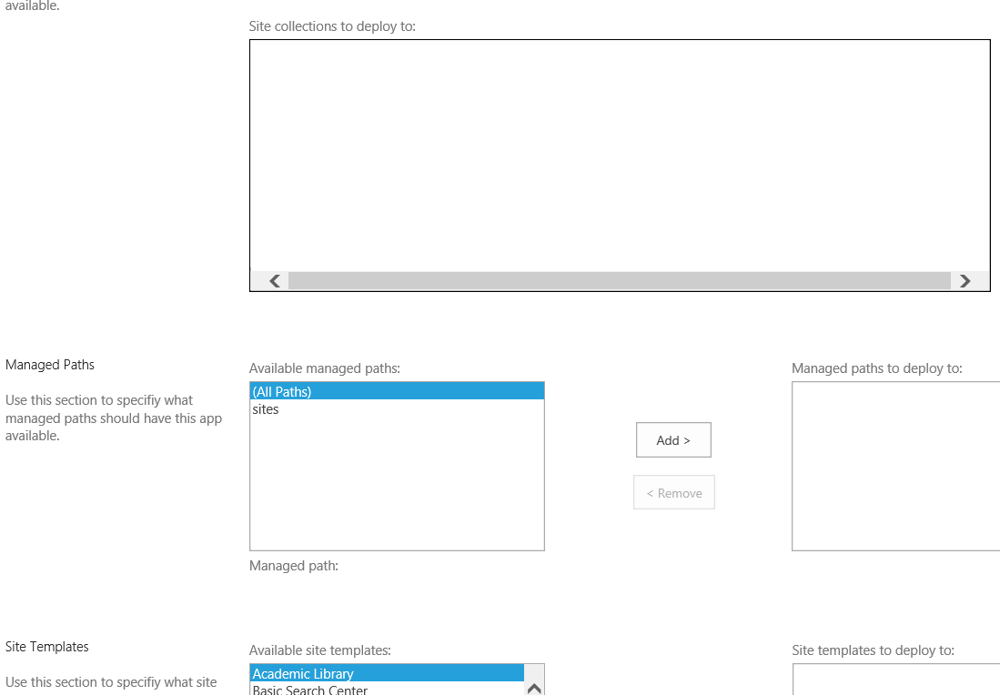 available.
Site collections to deploy to:
Managed Paths
Available managed paths:
Managed paths to deploy to:
(All Paths)
Use this section to specifiy what
managed paths should have this app
available.
sites
Add >
< Remove
Managed path:
Site Templates
Available site templates:
Site templates to deploy to:
Academic Library
Use this section to specifiy what site
Basic Search Center